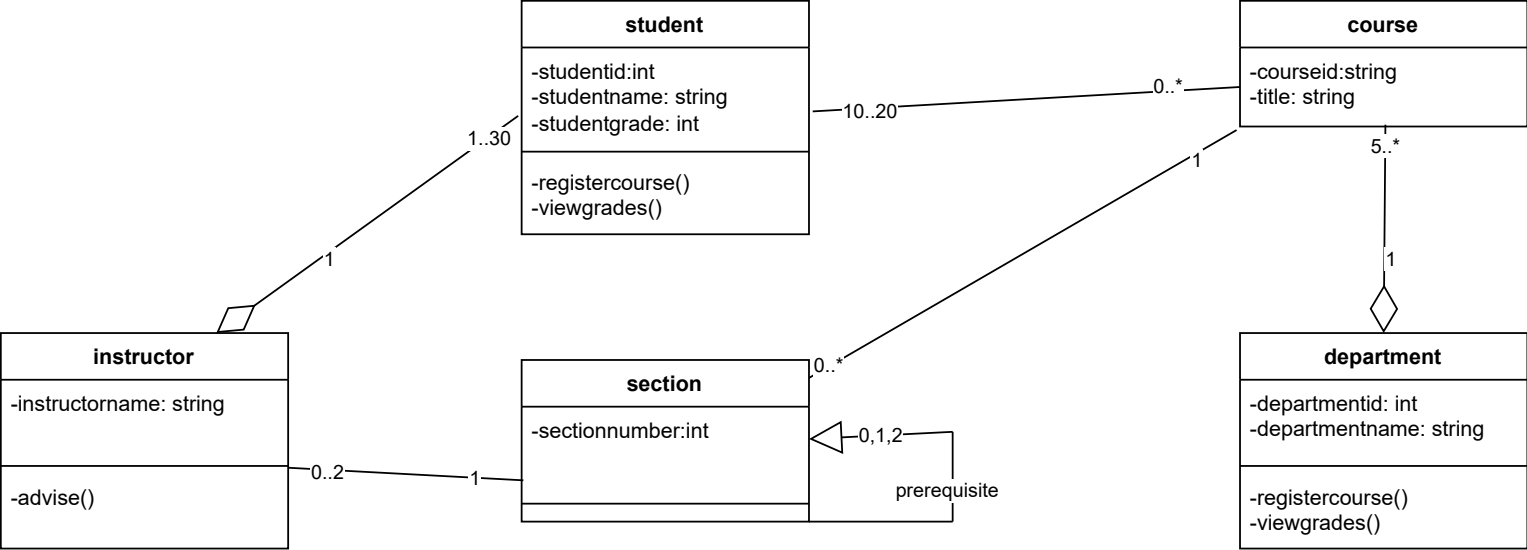 student
-studentid:int
-studentname: string
-studentgrade: int
-registercourse()
-viewgrades()
course
-courseid:string
-title: string
10..20
0..*
1..30
1
1
0..*
5..*
1
instructor
-instructorname: string
-advise()
section
-sectionnumber:int
0..2
1
0,1,2
prerequisite
department
-departmentid: int
-departmentname: string
-registercourse()
-viewgrades()